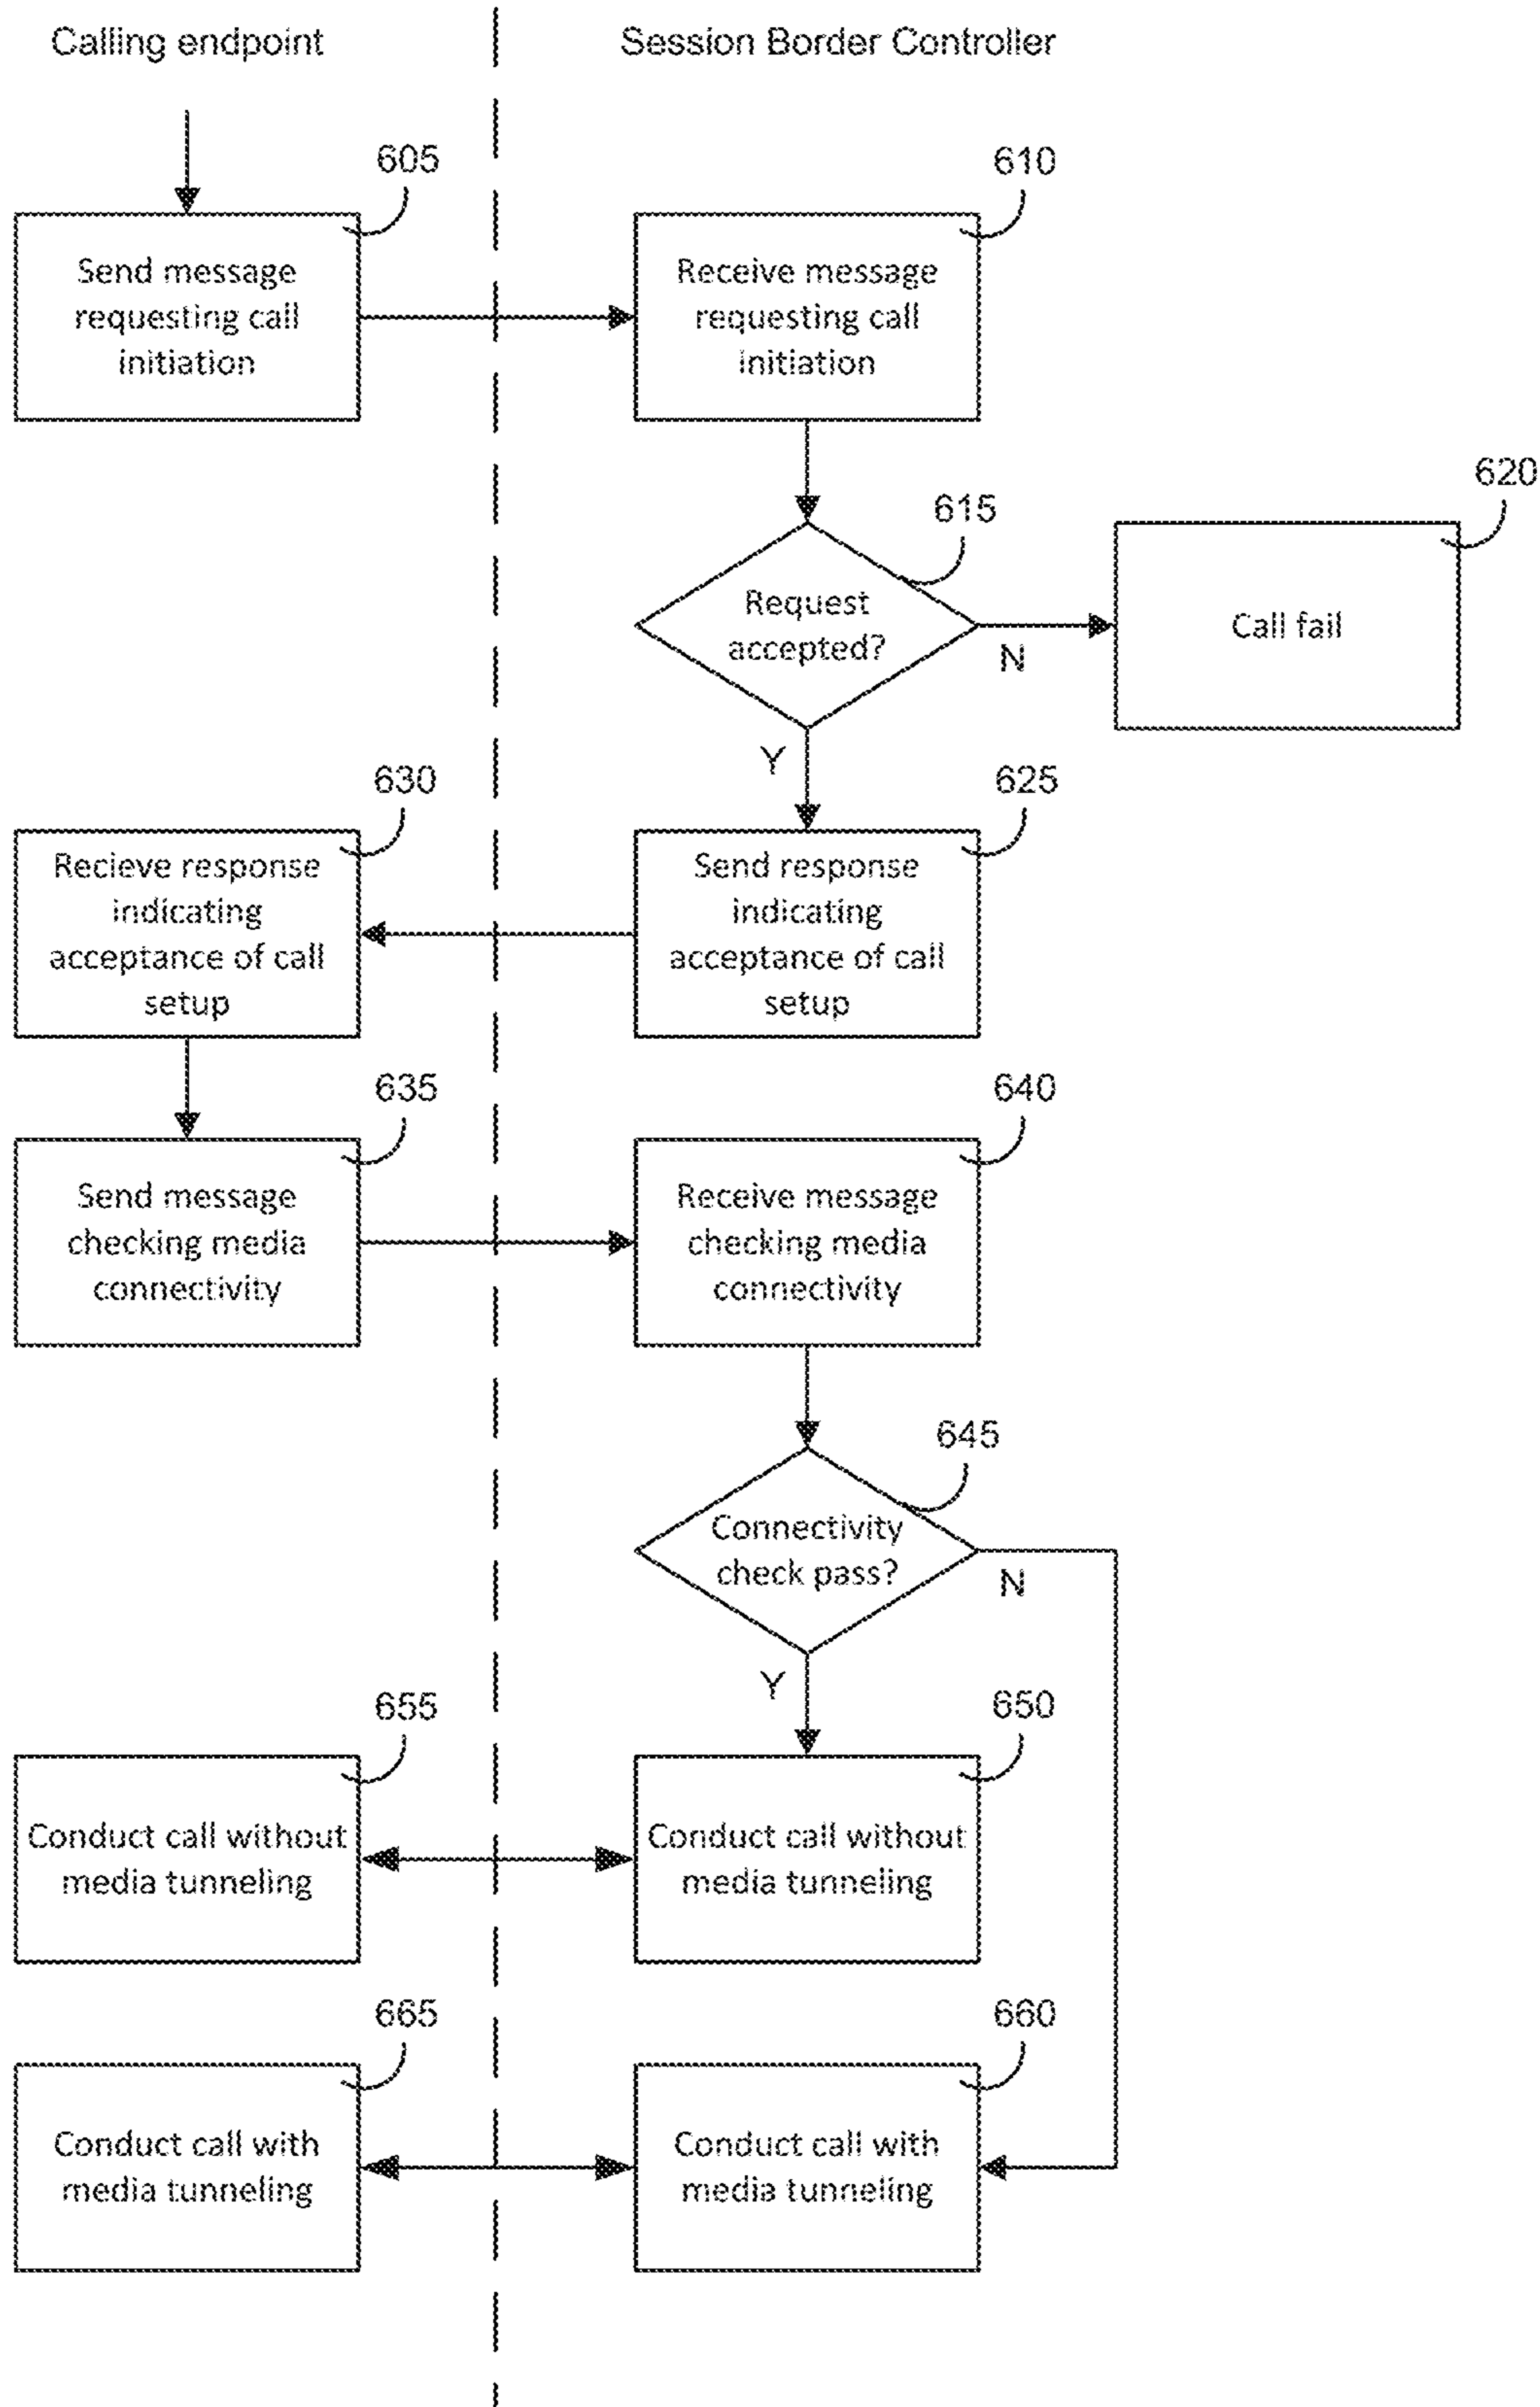 Calling endpoint
Session Border Controller
605
610
Send message
requesting call
initiation
Receive message
requesting call
initiation
615
620
Request
accepted?
N
Call fail
Y
630
625
Recieve response
indicating
acceptance of call
setup
Send response
indicating
acceptance of call
setup
635
640
Send message
checking media
connectivity
Receive message
checking media
connectivity
645
Connectivity
check pass?
N
Y
655
650
Conduct call without
media tunneling
Conduct call without
media tunneling
665
660
Conduct call with
media tunneling
Conduct call with
media tunneling